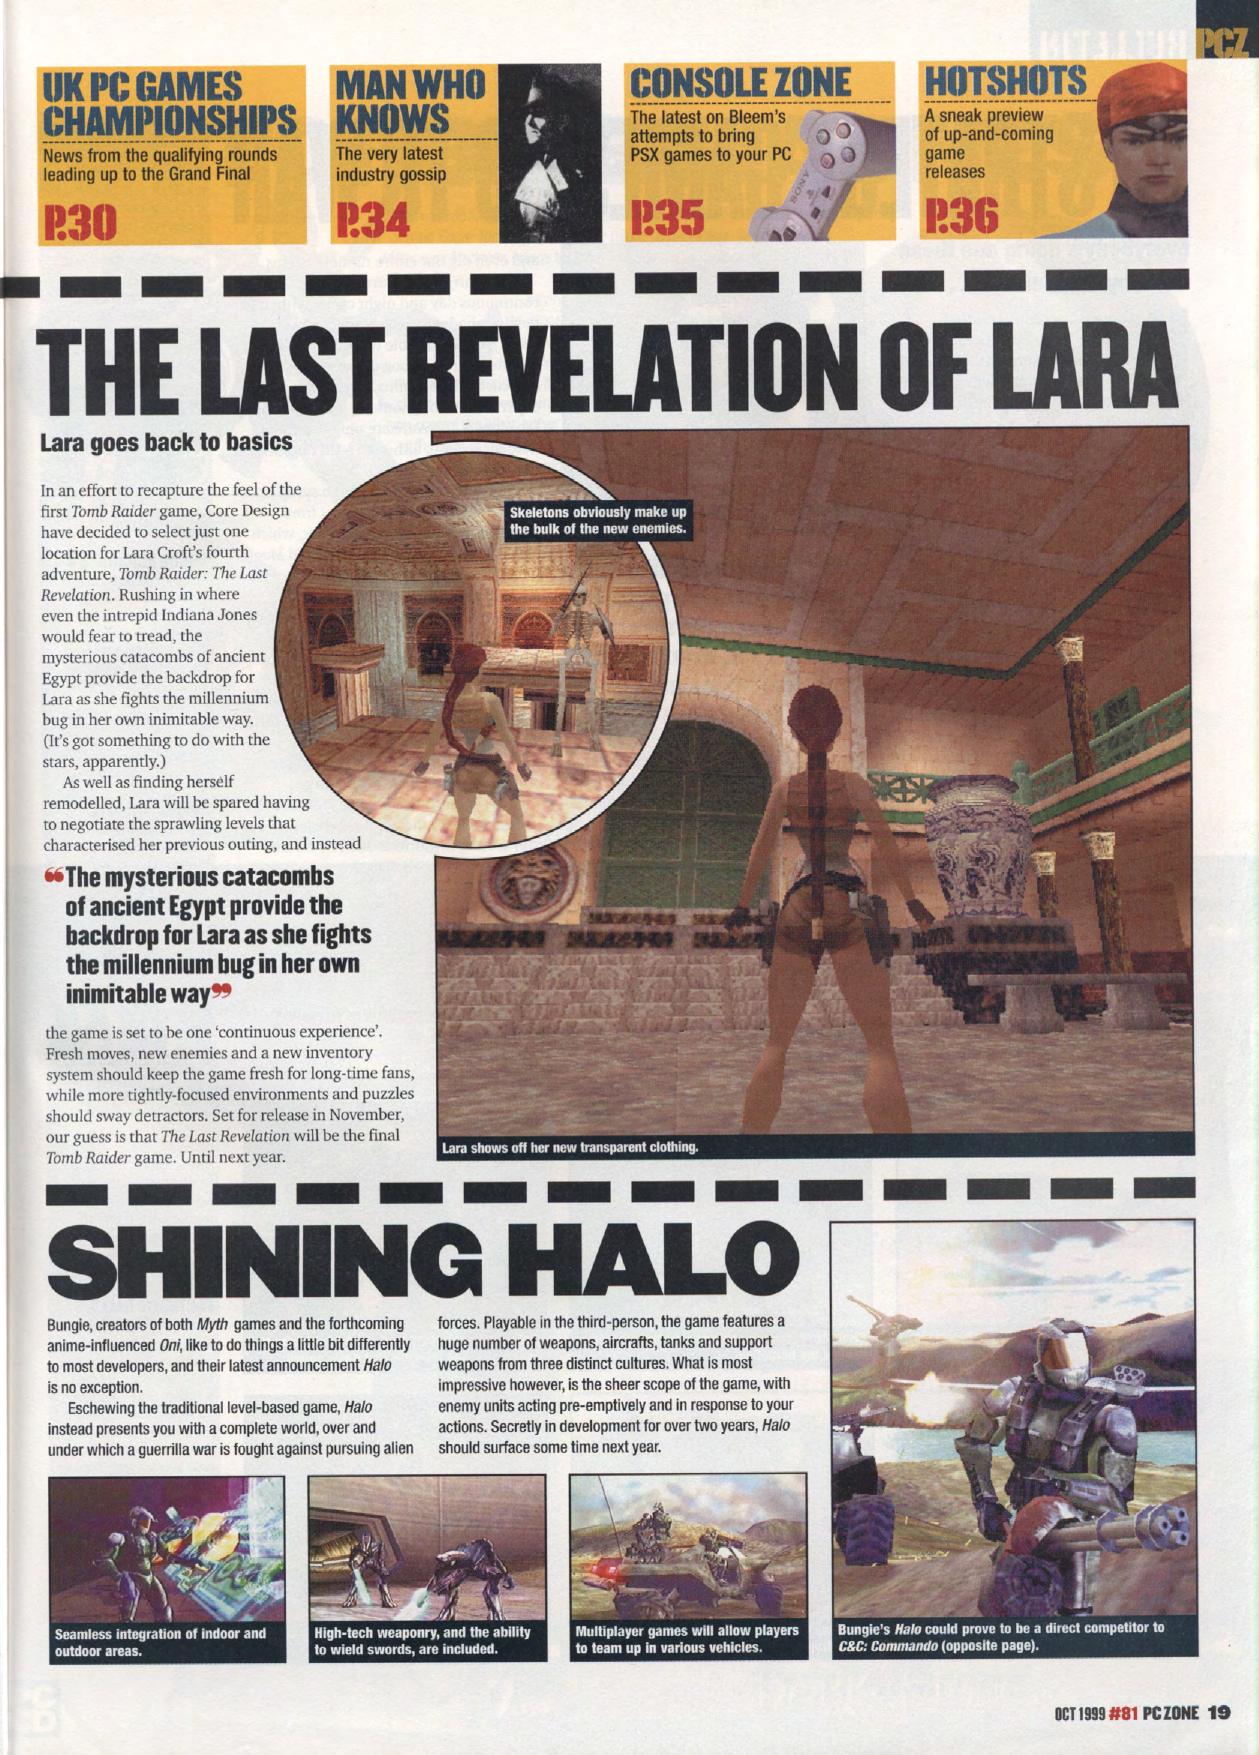 PCZ
UK PC GAMES
CHAMPIONSHIPS
News from the qualifying rounds
leading up to the Grand Final
P.30
MAN WHO
KNOWS
The very latest
industry gossip
P.34
CONSOLE ZONE
The latest on Bleem's
attempts to bring
PSX games to your PC
P.35
SONY
HOTSHOTS
A sneak preview
of up-and-coming
game
releases
P.36
THE LAST REVELATION OF LARA
Lara goes back to basics
In an effort to recapture the feel of the
first Tomb Raider game, Core Design
have decided to select just one
location for Lara Croft's fourth
adventure, Tomb Raider: The Last
Revelation. Rushing in where
even the intrepid Indiana Jones
would fear to tread, the
mysterious catacombs of ancient
Egypt provide the backdrop for
Lara as she fights the millennium
bug in her own inimitable way.
(It's got something to do with the
stars, apparently.)
As well as finding herself
remodelled, Lara will be spared having
to negotiate the sprawling levels that
characterised her previous outing, and instead
“The mysterious catacombs
of ancient Egypt provide the
backdrop for Lara as she fights
the millennium bug in her own
inimitable way”
the game is set to be one 'continuous experience'.
Fresh moves, new enemies and a new inventory
system should keep the game fresh for long-time fans,
while more tightly-focused environments and puzzles
should sway detractors. Set for release in November,
our guess is that The Last Revelation will be the final
Tomb Raider game. Until next year.
Skeletons obviously make up
the bulk of the new enemies.
Lara shows off her new transparent clothing.
SHINING HALO
Bungie, creators of both Myth games and the forthcoming
anime-influenced Oni, like to do things a little bit differently
to most developers, and their latest announcement Halo
is no exception.
Eschewing the traditional level-based game, Halo
instead presents you with a complete world, over and
under which a guerrilla war is fought against pursuing alien
forces. Playable in the third-person, the game features a
huge number of weapons, aircrafts, tanks and support
weapons from three distinct cultures. What is most
impressive however, is the sheer scope of the game, with
enemy units acting pre-emptively and in response to your
actions. Secretly in development for over two years, Halo
should surface some time next year.
Seamless integration of indoor and
outdoor areas.
High-tech weaponry, and the ability
to wield swords, are included.
Multiplayer games will allow players
to team up in various vehicles.
Bungie's Halo could prove to be a direct competitor to
C&C: Commando (opposite page).
OCT 1999 #81 PC ZONE 19